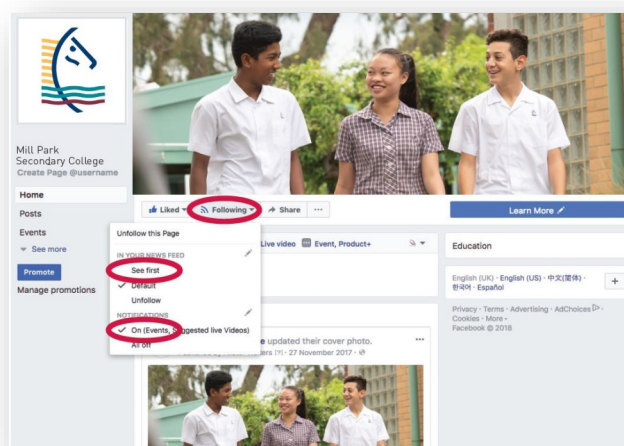 Mill Park
Secondary College
Create Page @username
Home
Posts
Events
See more
Promote
Manage promotions
Liked Following Share ...
Learn More
Unfollow this Page
IN YOUR NEWS FEED
See first
Default
Unfollow
NOTIFICATIONS
On (Events, Suggested live Videos)
All off
Live video Event, Product+
updated their cover photo.
27 November 2017
Education
English (UK) · English (US) · 中文(简体) ·
한국어 · Español
Privacy · Terms · Advertising · AdChoices ·
Cookies · More
Facebook © 2018